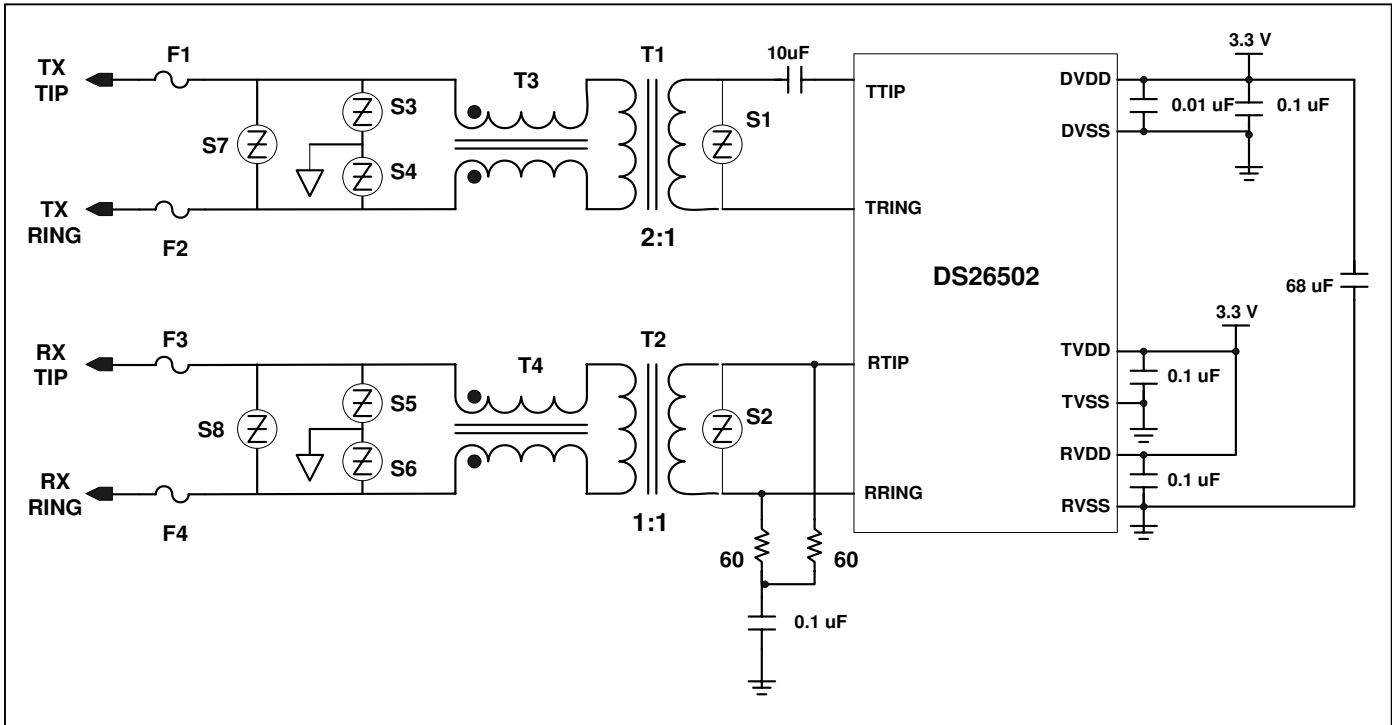 TX
TIP
F1
S7
S3
S4
T3
T1
S1
10uF
TX
RING
F2
2:1
TTIP
TRING
DS26502
DVDD
DVSS
3.3 V
0.01 uF
0.1 uF
68 uF
RX
TIP
F3
S8
S5
S6
T4
T2
S2
RX
RING
F4
1:1
RTIP
RRING
60
60
0.1 uF
3.3 V
TVDD
0.1 uF
TVSS
RVDD
0.1 uF
RVSS